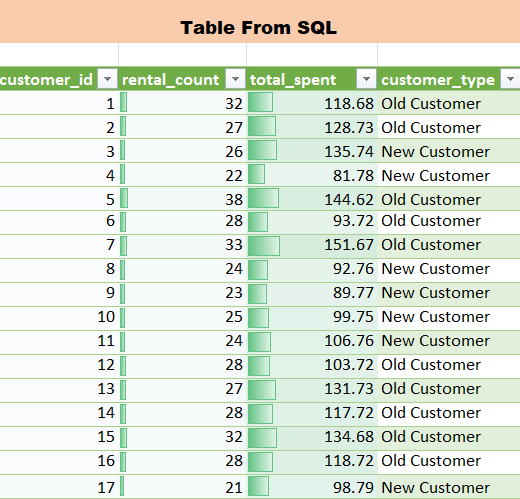 Table From SQL
customer_id rental_count total_spent customer_type
1 32 118.68 Old Customer
2 27 128.73 Old Customer
3 26 135.74 New Customer
4 22 81.78 New Customer
5 38 144.62 Old Customer
6 28 93.72 Old Customer
7 33 151.67 Old Customer
8 24 92.76 New Customer
9 23 89.77 New Customer
10 25 99.75 New Customer
11 24 106.76 New Customer
12 28 103.72 Old Customer
13 27 131.73 Old Customer
14 28 117.72 Old Customer
15 32 134.68 Old Customer
16 28 118.72 Old Customer
17 21 98.79 New Customer